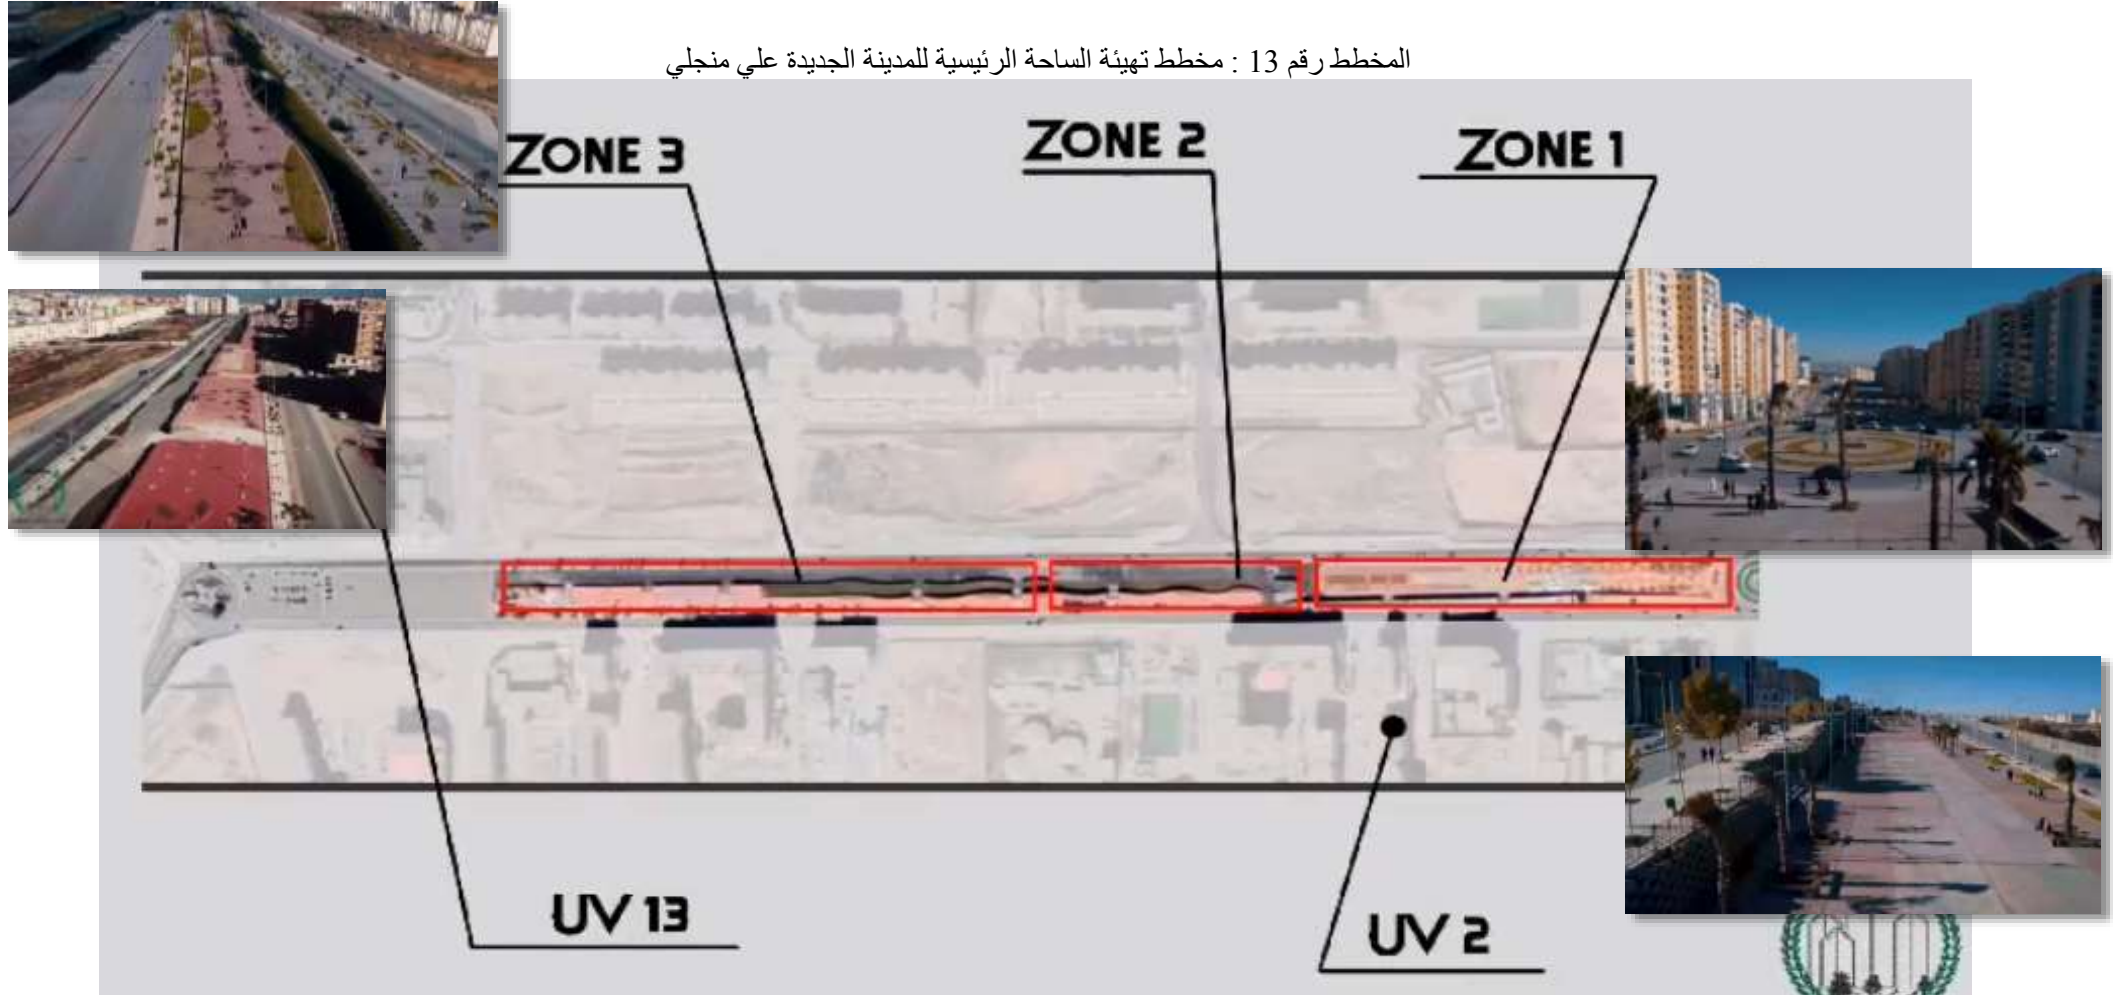 المخطط رقم 13 : مخطط تهيئة الساحة الرئيسية للمدينة الجديدة علي منجلي
ZONE 3
ZONE 2
ZONE 1
UV 13
UV 2